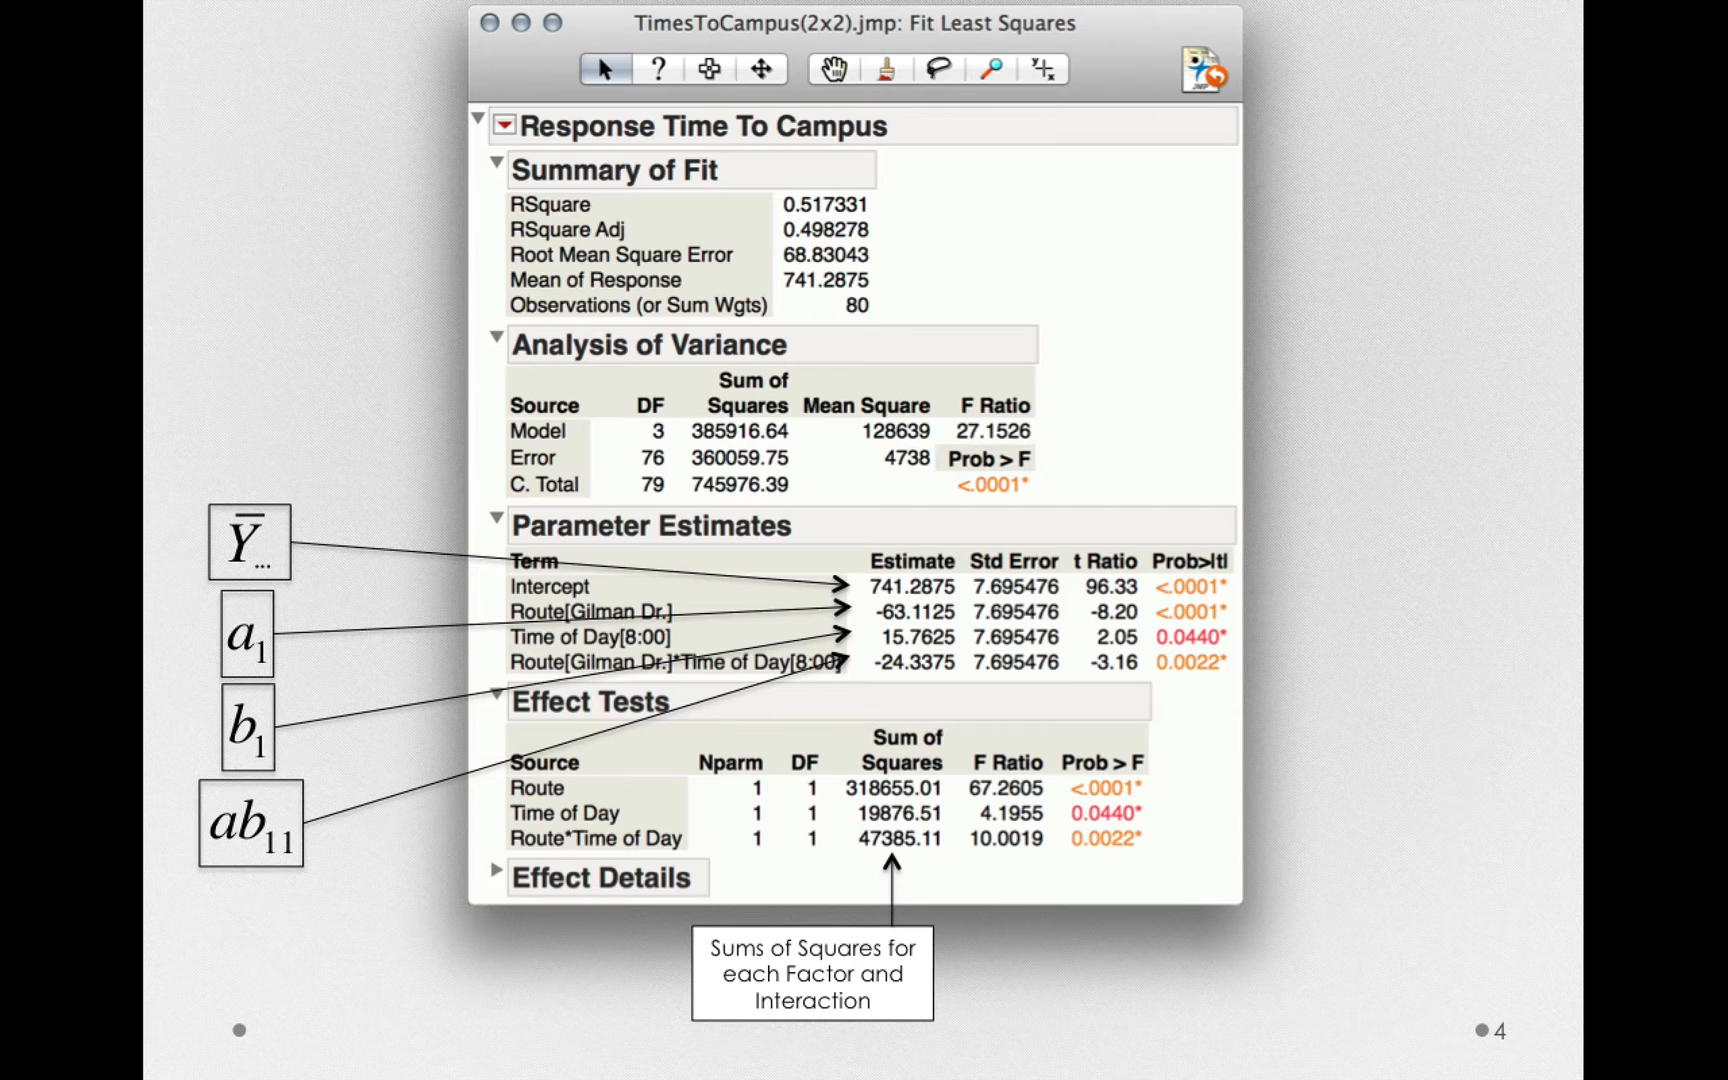 TimesToCampus(2x2).jmp: Fit Least Squares
?
JMP
Response Time To Campus
Summary of Fit
RSquare 0.517331
RSquare Adj 0.498278
Root Mean Square Error 68.83043
Mean of Response 741.2875
Observations (or Sum Wgts) 80
Analysis of Variance
Sum of
Source DF Squares Mean Square F Ratio
Model 3 385916.64 128639 27.1526
Error 76 360059.75 4738 Prob > F
C. Total 79 745976.39 <.0001*
Parameter Estimates
Term Estimate Std Error t Ratio Prob>|t|
Intercept 741.2875 7.695476 96.33 <.0001*
Route[Gilman Dr.] -63.1125 7.695476 -8.20 <.0001*
Time of Day[8:00] 15.7625 7.695476 2.05 0.0440*
Route[Gilman Dr.]*Time of Day[8:00] -24.3375 7.695476 -3.16 0.0022*
Effect Tests
Sum of
Source Nparm DF Squares F Ratio Prob > F
Route 1 1 318655.01 67.2605 <.0001*
Time of Day 1 1 19876.51 4.1955 0.0440*
Route*Time of Day 1 1 47385.11 10.0019 0.0022*
Effect Details
Ȳ...
a₁
b₁
ab₁₁
Sums of Squares for
each Factor and
Interaction
4